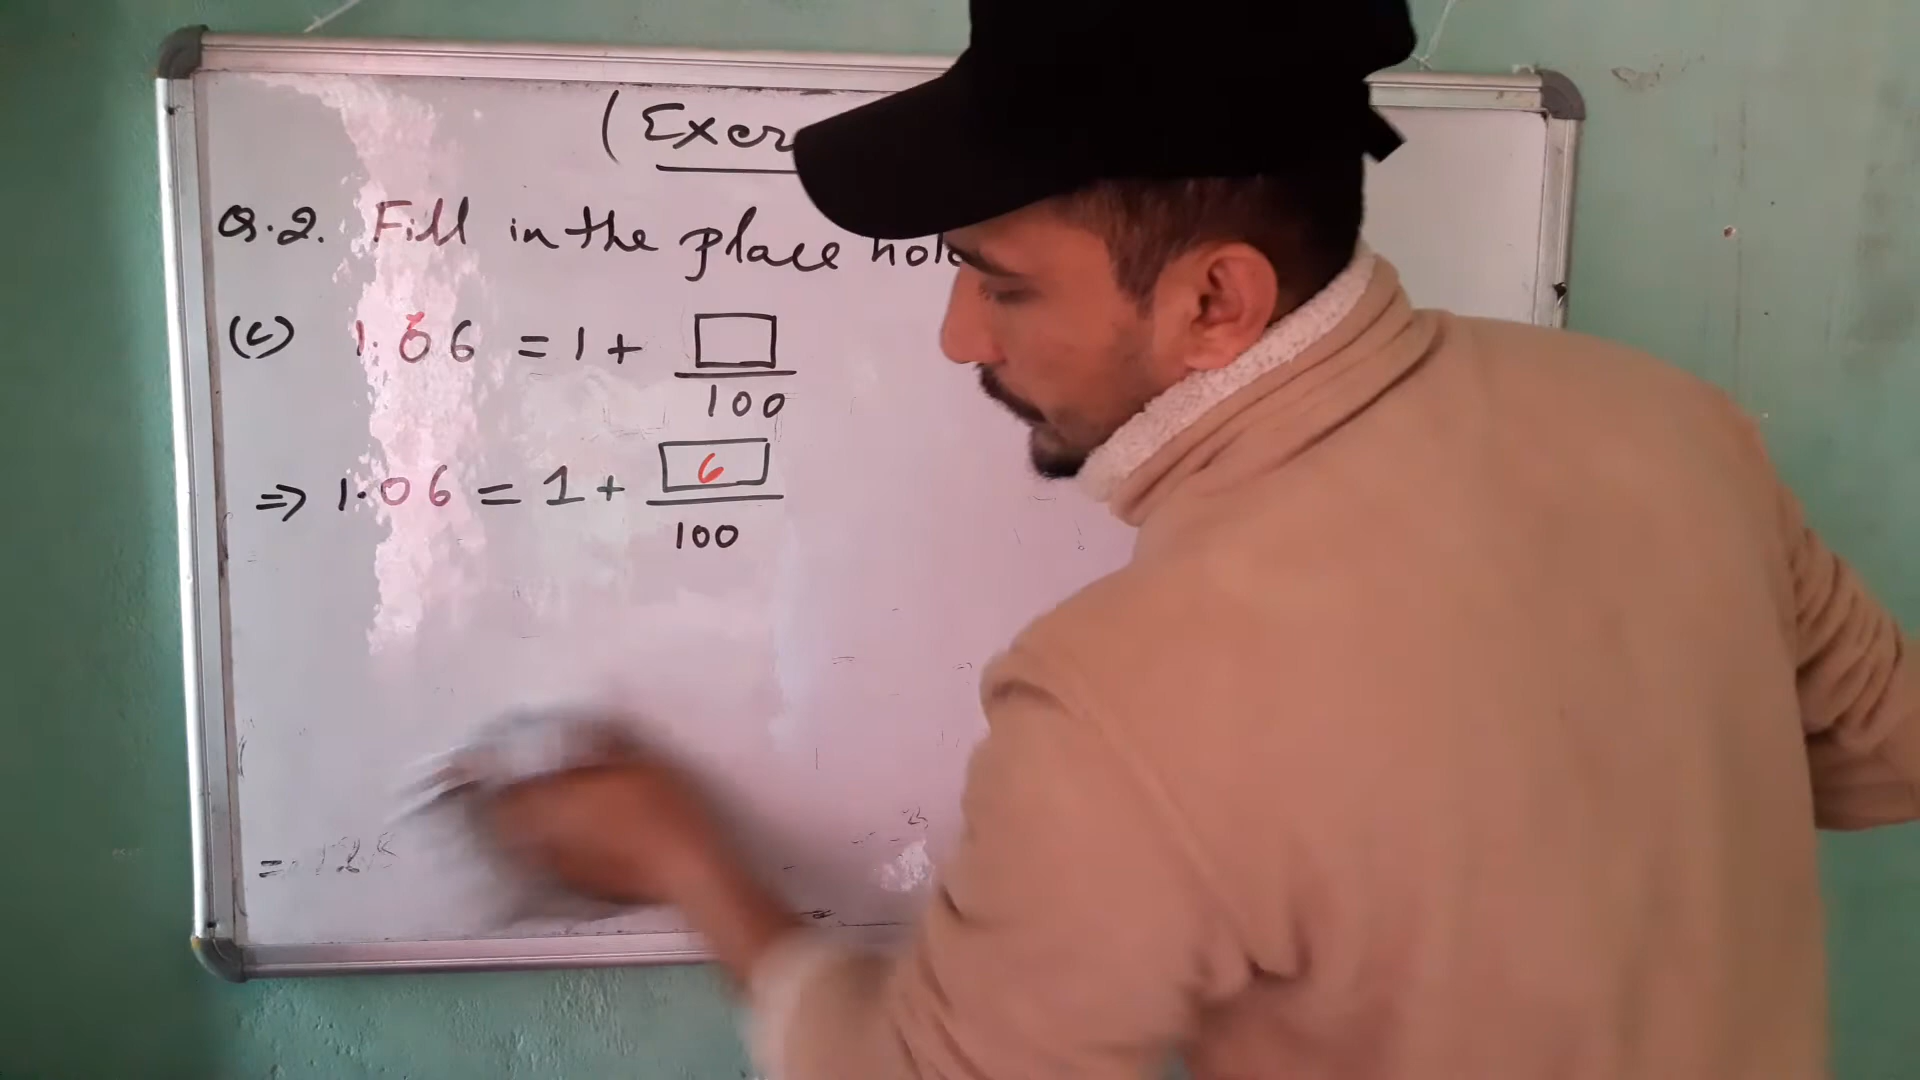 (Exer
Q.2. Fill in the place hol
(c) 1.06 = 1 + □/100
⇒ 1.06 = 1 + 6/100
=